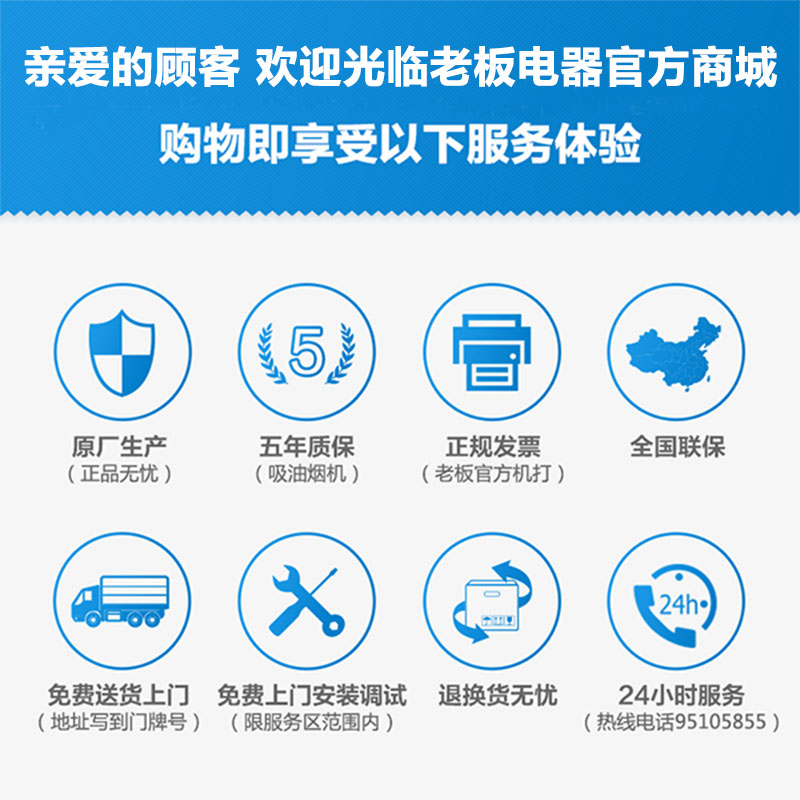 亲爱的顾客 欢迎光临老板电器官方商城
购物即享受以下服务体验
5
原厂生产
（正品无忧）
五年质保
（吸油烟机）
正规发票
（老板官方机打）
全国联保
24h
免费送货上门
（地址写到门牌号）
免费上门安装调试
（限服务区范围内）
退换货无忧
24小时服务
（热线电话95105855）